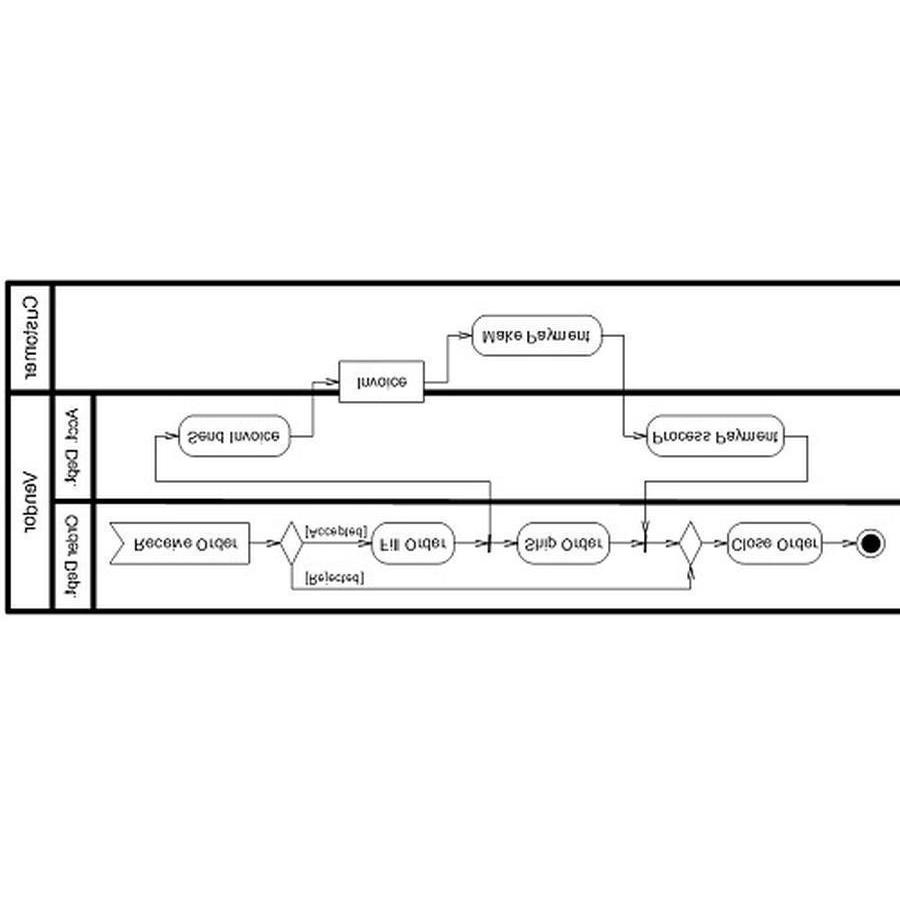 Customer
Make Payment
Invoice
Vendor
Acct. Dept.
Send Invoice
Process Payment
Order Dept.
Receive Order
[Accepted]
Fill Order
Ship Order
Close Order
[Rejected]